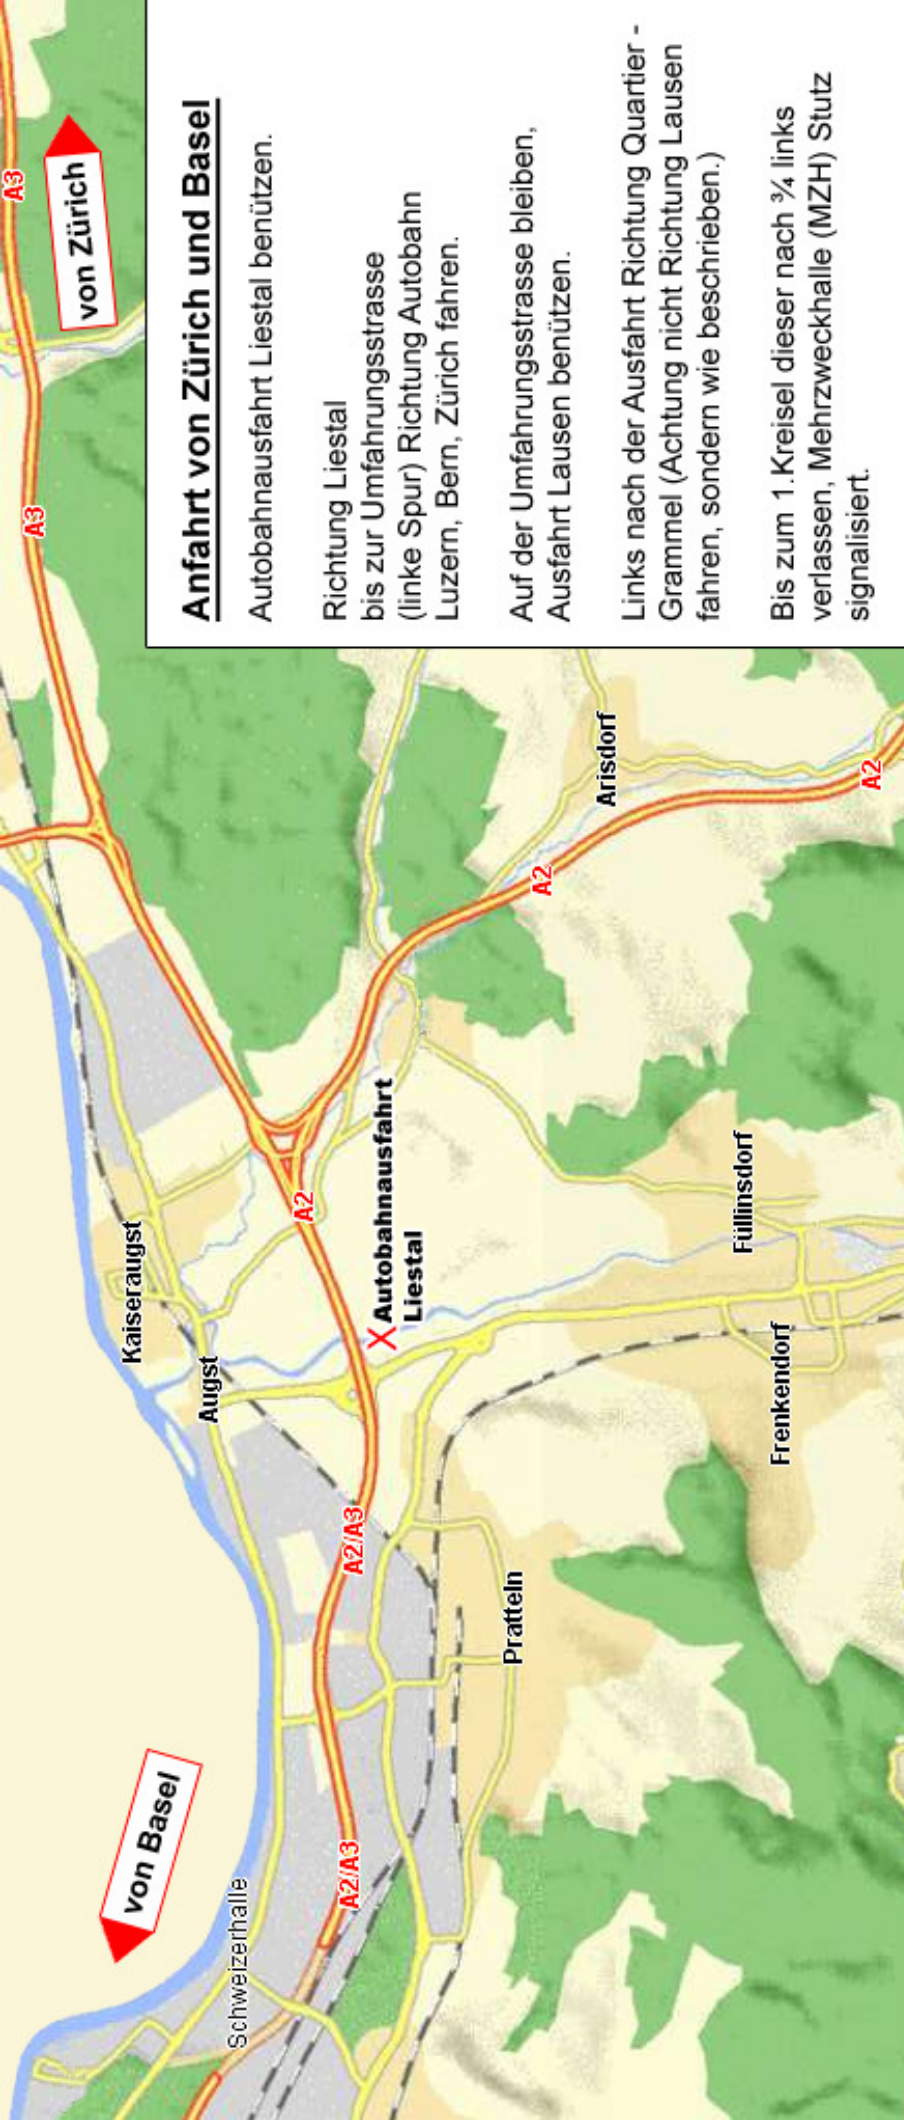 Anfahrt von Zürich und Basel
Autobahnausfahrt Liestal benützen.
Richtung Liestal
bis zur Umfahrungsstrasse
(linke Spur) Richtung Autobahn
Luzern, Bern, Zürich fahren.
Auf der Umfahrungsstrasse bleiben,
Ausfahrt Lausen benützen.
Links nach der Ausfahrt Richtung Quartier -
Grammel (Achtung nicht Richtung Lausen
fahren, sondern wie beschrieben.)
Bis zum 1.Kreisel dieser nach ¾ links
verlassen, Mehrzweckhalle (MZH) Stutz
signalisiert.
von Basel
von Zürich
A3
A3
Kaiseraugst
Augst
Schweizerhalle
A2/A3
A2/A3
A2
X Autobahnausfahrt
Liestal
A2
A2
Arisdorf
Pratteln
Füllinsdorf
Frenkendorf